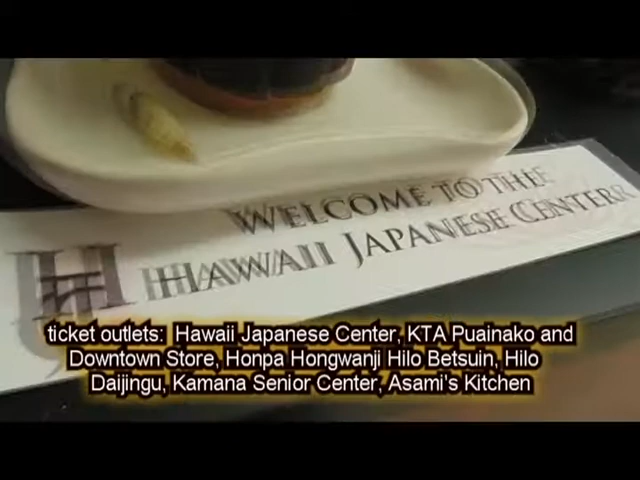 WELCOME TO THE
HAWAII JAPANESE CENTER
ticket outlets: Hawaii Japanese Center, KTA Puainako and
Downtown Store, Honpa Hongwanji Hilo Betsuin, Hilo
Daijingu, Kamana Senior Center, Asami's Kitchen